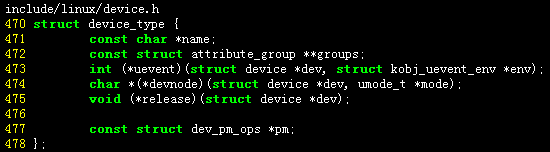 include/linux/device.h
470 struct device_type {
471         const char *name;
472         const struct attribute_group **groups;
473         int (*uevent)(struct device *dev, struct kobj_uevent_env *env);
474         char *(*devnode)(struct device *dev, umode_t *mode);
475         void (*release)(struct device *dev);
476
477         const struct dev_pm_ops *pm;
478 };